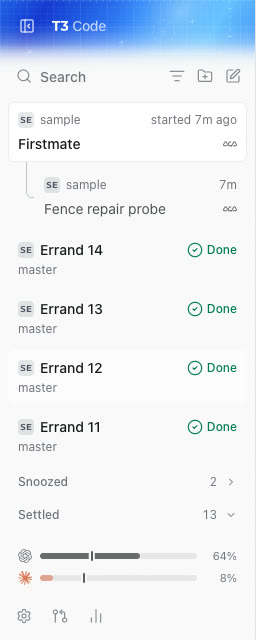 T3 Code
Search
SE sample started 7m ago
Firstmate
SE sample 7m
Fence repair probe
SE Errand 14 Done
master
SE Errand 13 Done
master
SE Errand 12 Done
master
SE Errand 11 Done
master
Snoozed 2
Settled 13
64%
8%